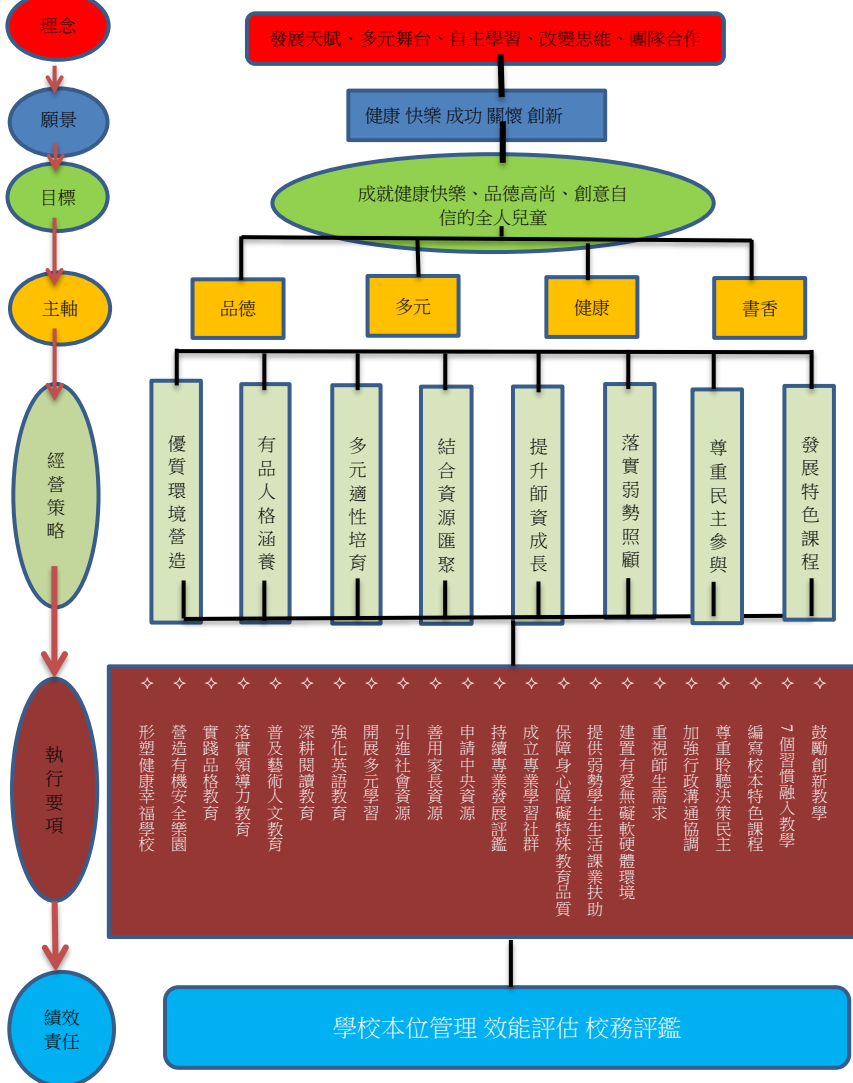 理念
發展天賦、多元舞台、自主學習、改變思維、團隊合作
願景
健康 快樂 成功 關懷 創新
目標
成就健康快樂、品德高尚、創意自
信的全人兒童
主軸
品德
多元
健康
書香
經營策略
優質環境營造
有品人格涵養
多元適性培育
結合資源匯聚
提升師資成長
落實弱勢照顧
尊重民主參與
發展特色課程
執行要項
✧ 形塑健康幸福學校
✧ 營造有機安全樂園
✧ 實踐品格教育
✧ 落實領導力教育
✧ 普及藝術人文教育
✧ 深耕閱讀教育
✧ 強化英語教育
✧ 開展多元學習
✧ 引進社會資源
✧ 善用家長資源
✧ 申請中央資源
✧ 持續專業發展評鑑
✧ 成立專業學習社群
✧ 保障身心障礙特殊教育品質
✧ 提供弱勢學生生活課業扶助
✧ 建置有愛無礙軟硬體環境
✧ 重視師生需求
✧ 加強行政溝通協調
✧ 尊重聆聽決策民主
✧ 編寫校本特色課程
✧ 7個習慣融入教學
✧ 鼓勵創新教學
績效
責任
學校本位管理 效能評估 校務評鑑